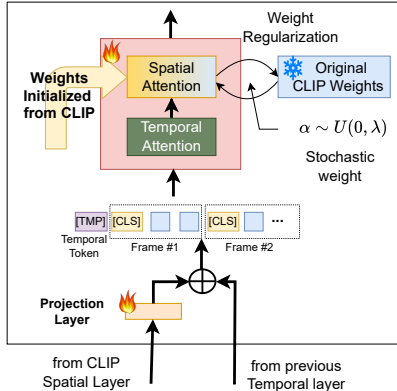 Weight
Regularization
Weights
Initialized
from CLIP
Spatial
Attention
Original
CLIP Weights
Temporal
Attention
α ∼ U(0, λ)
Stochastic
weight
[TMP] [CLS] [CLS] ...
Temporal
Token
Frame #1 Frame #2
Projection
Layer
from CLIP
Spatial Layer
from previous
Temporal layer